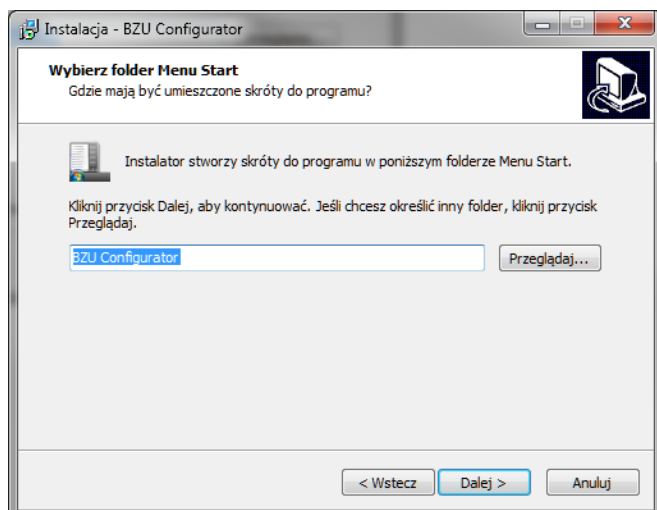 Instalacja - BZU Configurator
Wybierz folder Menu Start
Gdzie mają być umieszczone skróty do programu?
Instalator stworzy skróty do programu w poniższym folderze Menu Start.
Kliknij przycisk Dalej, aby kontynuować. Jeśli chcesz określić inny folder, kliknij przycisk
Przeglądaj.
BZU Configurator
Przeglądaj...
< Wstecz
Dalej >
Anuluj